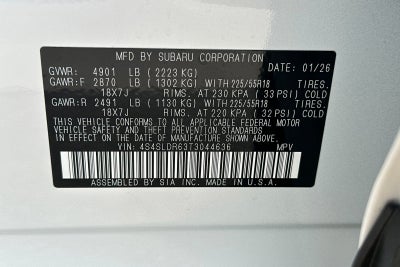 MFD BY SUBARU CORPORATION
DATE: 01/26
GVWR: 4901 LB (2223 KG)
GAWR:F 2870 LB (1302 KG) WITH 225/55R18 TIRES.
18X7J RIMS. AT 230 KPA ( 33 PSI) COLD
GAWR:R 2491 LB (1130 KG) WITH 225/55R18 TIRES.
18X7J RIMS. AT 220 KPA ( 32 PSI) COLD
THIS VEHICLE CONFORMS TO ALL APPLICABLE FEDERAL MOTOR
VEHICLE SAFETY AND THEFT PREVENTION STANDARDS
IN EFFECT ON THE DATE OF MANUFACTURE SHOWN ABOVE.
VIN: 4S4SLDR63T3044636 MPV
ASSEMBLED BY SIA INC. MADE IN U.S.A.